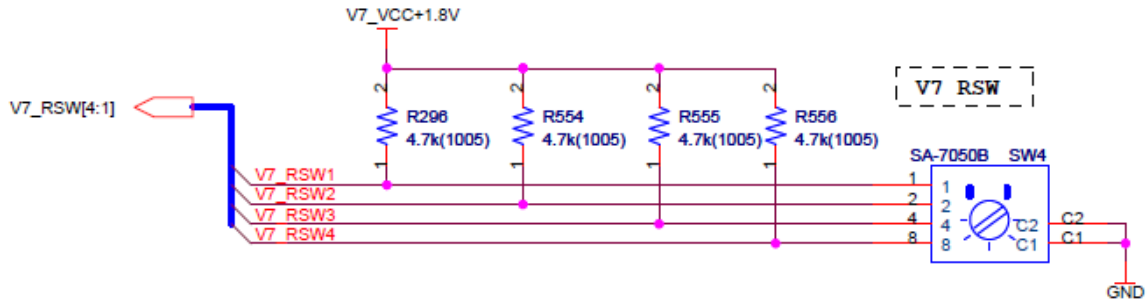 V7_VCC+1.8V
V7_RSW[4:1]
V7 RSW
2 2 2 2
R296 R554 R555 R556
4.7k(1005) 4.7k(1005) 4.7k(1005) 4.7k(1005)
1 1 1 1
SA-7050B SW4
V7_RSW1 1 1
V7_RSW2 2 2
V7_RSW3 4 4 C2 C2
V7_RSW4 8 8 C1 C1
GND